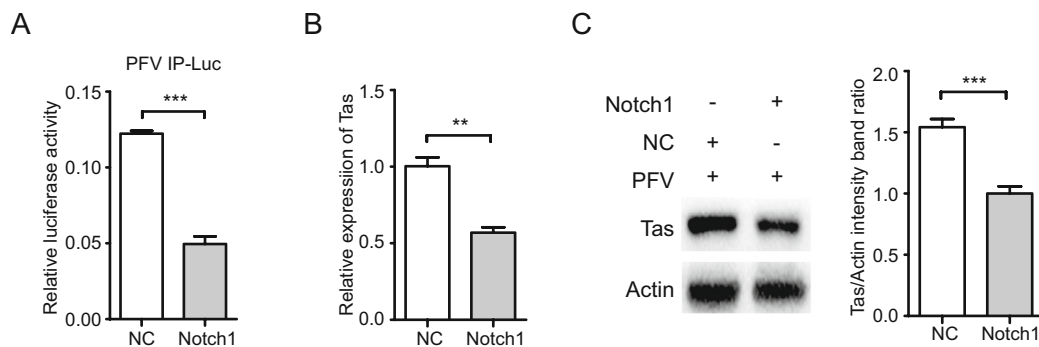 A
PFV IP-Luc
Relative luciferase activity
0.15
0.10
0.05
0.00
***
NC Notch1
B
Relative expressiion of Tas
1.5
1.0
0.5
0.0
**
NC Notch1
C
Notch1 - +
NC + -
PFV + +
Tas
Actin
Tas/Actin intensity band ratio
2.0
1.5
1.0
0.5
0.0
***
NC Notch1